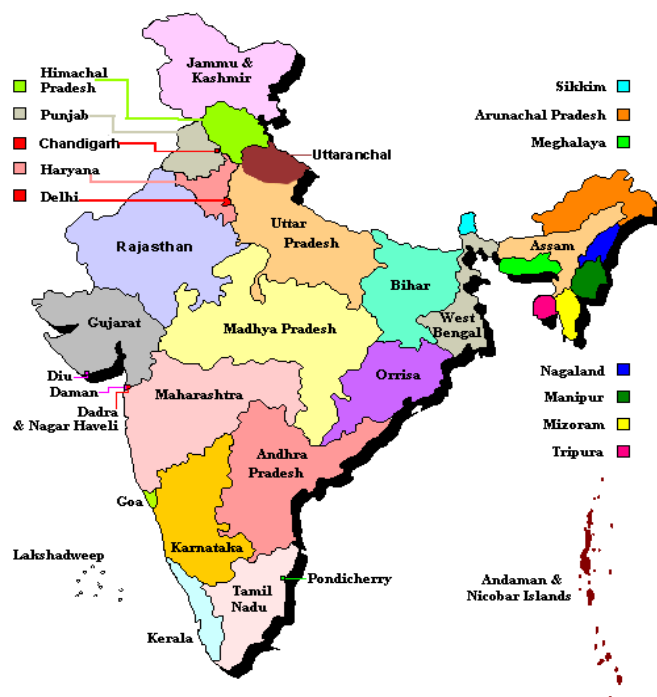 Jammu &
Kashmir
Himachal
Pradesh
Punjab
Chandigarh
Haryana
Delhi
Uttaranchal
Sikkim
Arunachal Pradesh
Meghalaya
Rajasthan
Uttar
Pradesh
Assam
Bihar
Gujarat
Madhya Pradesh
West
Bengal
Diu
Daman
Dadra
& Nagar Haveli
Maharashtra
Orrisa
Nagaland
Manipur
Mizoram
Tripura
Andhra
Pradesh
Goa
Karnataka
Lakshadweep
Tamil
Nadu
Pondicherry
Andaman &
Nicobar Islands
Kerala